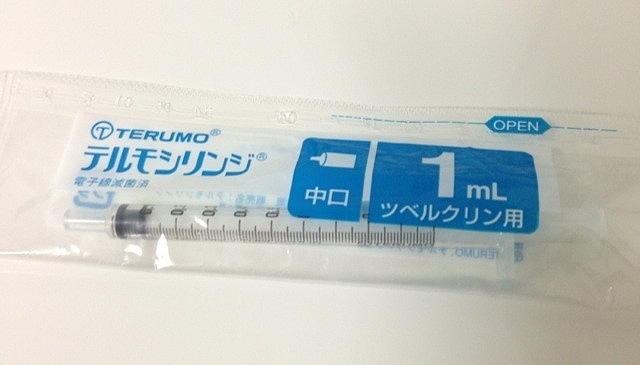 OPEN
TERUMO®
テルモシリンジ®
電子線滅菌済
中口
1 mL
ツベルクリン用